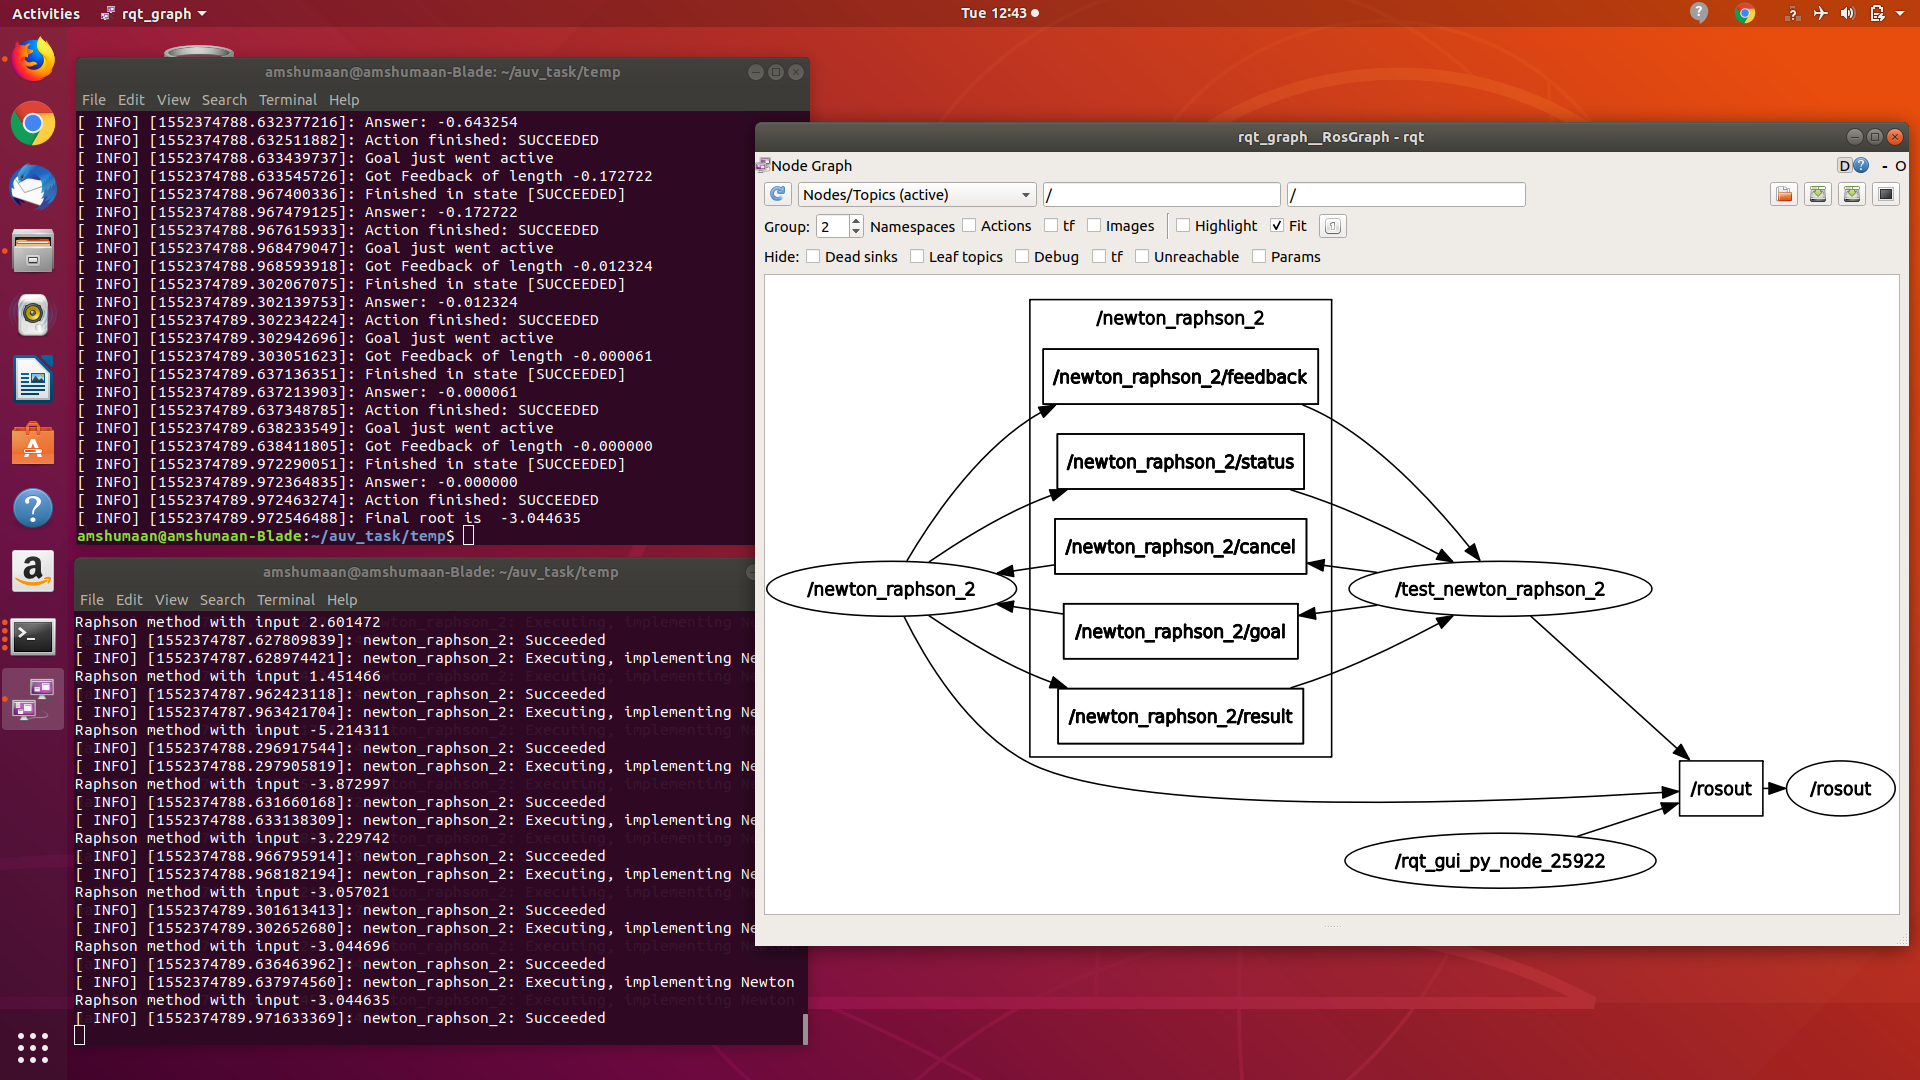 Activities
rqt_graph
Tue 12:43
amshumaan@amshumaan-Blade: ~/auv_task/temp
File Edit View Search Terminal Help
[ INFO] [1552374788.632377216]: Answer: -0.643254
[ INFO] [1552374788.632511882]: Action finished: SUCCEEDED
[ INFO] [1552374788.633439737]: Goal just went active
[ INFO] [1552374788.633545726]: Got Feedback of length -0.172722
[ INFO] [1552374788.967400336]: Finished in state [SUCCEEDED]
[ INFO] [1552374788.967479125]: Answer: -0.172722
[ INFO] [1552374788.967615933]: Action finished: SUCCEEDED
[ INFO] [1552374788.968479047]: Goal just went active
[ INFO] [1552374788.968593918]: Got Feedback of length -0.012324
[ INFO] [1552374789.302067075]: Finished in state [SUCCEEDED]
[ INFO] [1552374789.302139753]: Answer: -0.012324
[ INFO] [1552374789.302234224]: Action finished: SUCCEEDED
[ INFO] [1552374789.302942696]: Goal just went active
[ INFO] [1552374789.303051623]: Got Feedback of length -0.000061
[ INFO] [1552374789.637136351]: Finished in state [SUCCEEDED]
[ INFO] [1552374789.637213903]: Answer: -0.000061
[ INFO] [1552374789.637348785]: Action finished: SUCCEEDED
[ INFO] [1552374789.638233549]: Goal just went active
[ INFO] [1552374789.638411805]: Got Feedback of length -0.000000
[ INFO] [1552374789.972290051]: Finished in state [SUCCEEDED]
[ INFO] [1552374789.972364835]: Answer: -0.000000
[ INFO] [1552374789.972463274]: Action finished: SUCCEEDED
[ INFO] [1552374789.972546488]: Final root is  -3.044635
amshumaan@amshumaan-Blade:~/auv_task/temp$
amshumaan@amshumaan-Blade: ~/auv_task/temp
File Edit View Search Terminal Help
Raphson method with input 2.601472
[ INFO] [1552374787.627809839]: newton_raphson_2: Succeeded
[ INFO] [1552374787.628974421]: newton_raphson_2: Executing, implementing Ne
Raphson method with input 1.451466
[ INFO] [1552374787.962423118]: newton_raphson_2: Succeeded
[ INFO] [1552374787.963421704]: newton_raphson_2: Executing, implementing Ne
Raphson method with input -5.214311
[ INFO] [1552374788.296917544]: newton_raphson_2: Succeeded
[ INFO] [1552374788.297905819]: newton_raphson_2: Executing, implementing Ne
Raphson method with input -3.872997
[ INFO] [1552374788.631660168]: newton_raphson_2: Succeeded
[ INFO] [1552374788.633138309]: newton_raphson_2: Executing, implementing Ne
Raphson method with input -3.229742
[ INFO] [1552374788.966795914]: newton_raphson_2: Succeeded
[ INFO] [1552374788.968182194]: newton_raphson_2: Executing, implementing Ne
Raphson method with input -3.057021
[ INFO] [1552374789.301613413]: newton_raphson_2: Succeeded
[ INFO] [1552374789.302652680]: newton_raphson_2: Executing, implementing Ne
Raphson method with input -3.044696
[ INFO] [1552374789.636463962]: newton_raphson_2: Succeeded
[ INFO] [1552374789.637974560]: newton_raphson_2: Executing, implementing Newton
Raphson method with input -3.044635
[ INFO] [1552374789.971633369]: newton_raphson_2: Succeeded
rqt_graph__RosGraph - rqt
Node Graph
D ? - O
Nodes/Topics (active) / /
Group: 2 Namespaces Actions tf Images Highlight Fit
Hide: Dead sinks Leaf topics Debug tf Unreachable Params
/newton_raphson_2
/newton_raphson_2/feedback
/newton_raphson_2/status
/newton_raphson_2/cancel
/newton_raphson_2
/test_newton_raphson_2
/newton_raphson_2/goal
/newton_raphson_2/result
/rosout
/rosout
/rqt_gui_py_node_25922